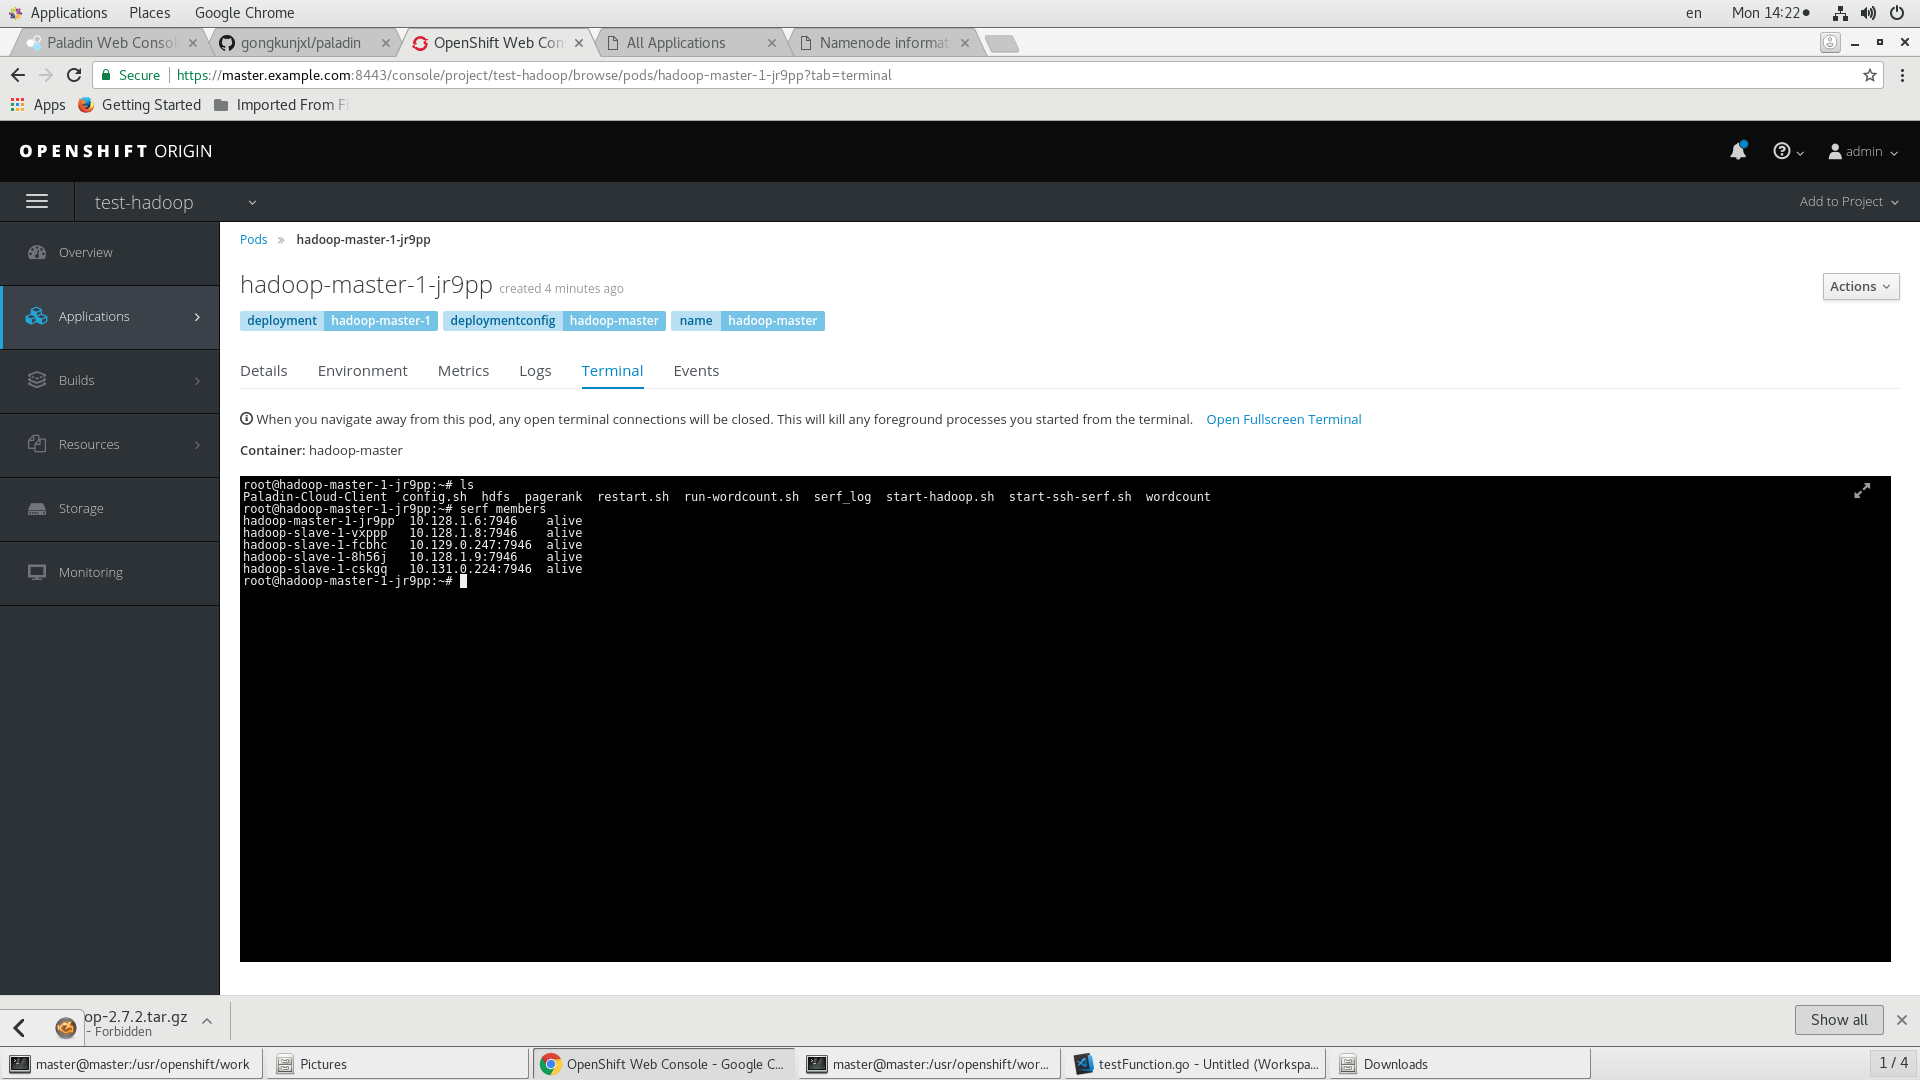 Applications Places Google Chrome en Mon 14:22
Paladin Web Consol gongkunjxl/paladin OpenShift Web Con All Applications Namenode informat
Secure https://master.example.com:8443/console/project/test-hadoop/browse/pods/hadoop-master-1-jr9pp?tab=terminal
Apps Getting Started Imported From Fi
OPENSHIFT ORIGIN admin
test-hadoop Add to Project
Overview
Applications
Builds
Resources
Storage
Monitoring
Pods » hadoop-master-1-jr9pp
hadoop-master-1-jr9pp created 4 minutes ago
Actions
deployment hadoop-master-1 deploymentconfig hadoop-master name hadoop-master
Details Environment Metrics Logs Terminal Events
When you navigate away from this pod, any open terminal connections will be closed. This will kill any foreground processes you started from the terminal. Open Fullscreen Terminal
Container: hadoop-master
root@hadoop-master-1-jr9pp:~# ls
Paladin-Cloud-Client config.sh hdfs pagerank restart.sh run-wordcount.sh serf_log start-hadoop.sh start-ssh-serf.sh wordcount
root@hadoop-master-1-jr9pp:~# serf members
hadoop-master-1-jr9pp 10.128.1.6:7946 alive
hadoop-slave-1-vxppp 10.128.1.8:7946 alive
hadoop-slave-1-fcbhc 10.129.0.247:7946 alive
hadoop-slave-1-8h56j 10.128.1.9:7946 alive
hadoop-slave-1-cskgq 10.131.0.224:7946 alive
root@hadoop-master-1-jr9pp:~#
op-2.7.2.tar.gz
- Forbidden
Show all
master@master:/usr/openshift/work Pictures OpenShift Web Console - Google C... master@master:/usr/openshift/wor... testFunction.go - Untitled (Workspa... Downloads 1 / 4